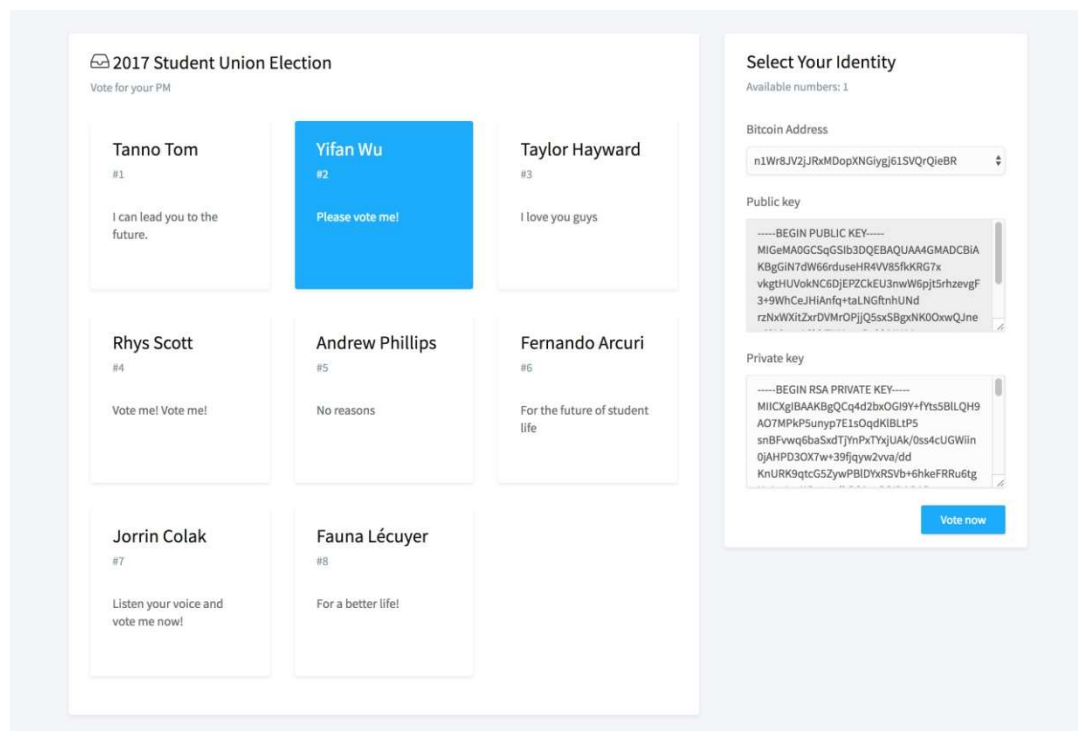 2017 Student Union Election
Vote for your PM
Tanno Tom
#1
I can lead you to the
future.
Yifan Wu
#2
Please vote me!
Taylor Hayward
#3
I love you guys
Rhys Scott
#4
Vote me! Vote me!
Andrew Phillips
#5
No reasons
Fernando Arcuri
#6
For the future of student
life
Jorrin Colak
#7
Listen your voice and
vote me now!
Fauna Lécuyer
#8
For a better life!
Select Your Identity
Available numbers: 1
Bitcoin Address
n1Wr8JV2jJRxMDopXNGiygj61SVQrQieBR
Public key
-----BEGIN PUBLIC KEY-----
MIGeMA0GCSqGSIb3DQEBAQUAA4GMADCBiA
KBgGiN7dW66rduseHR4VV85fkKRG7x
vkgtHUVokNC6DjEPZCkEU3nwW6pjt5rhzevgF
3+9WhCeJHiAnfq+taLNGftnhUNd
rzNxWXitZxrDVMrOPjjQ5sxSBgxNK0OxwQJne
Private key
-----BEGIN RSA PRIVATE KEY-----
MIICXgIBAAKBgQCq4d2bxOGI9Y+fYts5BlLQH9
AO7MPkP5unyp7E1sOqdKlBLtP5
snBFvwq6baSxdTjYnPxTYxjUAk/0ss4cUGWiin
0jAHPD3OX7w+39fjqyw2vva/dd
KnURK9qtcG5ZywPBlDYxRSVb+6hkeFRRu6tg
Vote now